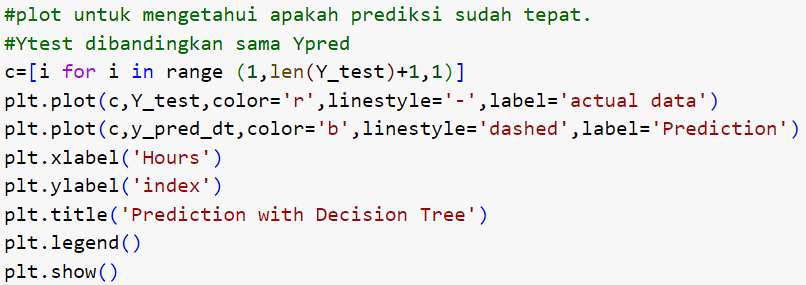 #plot untuk mengetahui apakah prediksi sudah tepat.
#Ytest dibandingkan sama Ypred
c=[i for i in range (1,len(Y_test)+1,1)]
plt.plot(c,Y_test,color='r',linestyle='-',label='actual data')
plt.plot(c,y_pred_dt,color='b',linestyle='dashed',label='Prediction')
plt.xlabel('Hours')
plt.ylabel('index')
plt.title('Prediction with Decision Tree')
plt.legend()
plt.show()